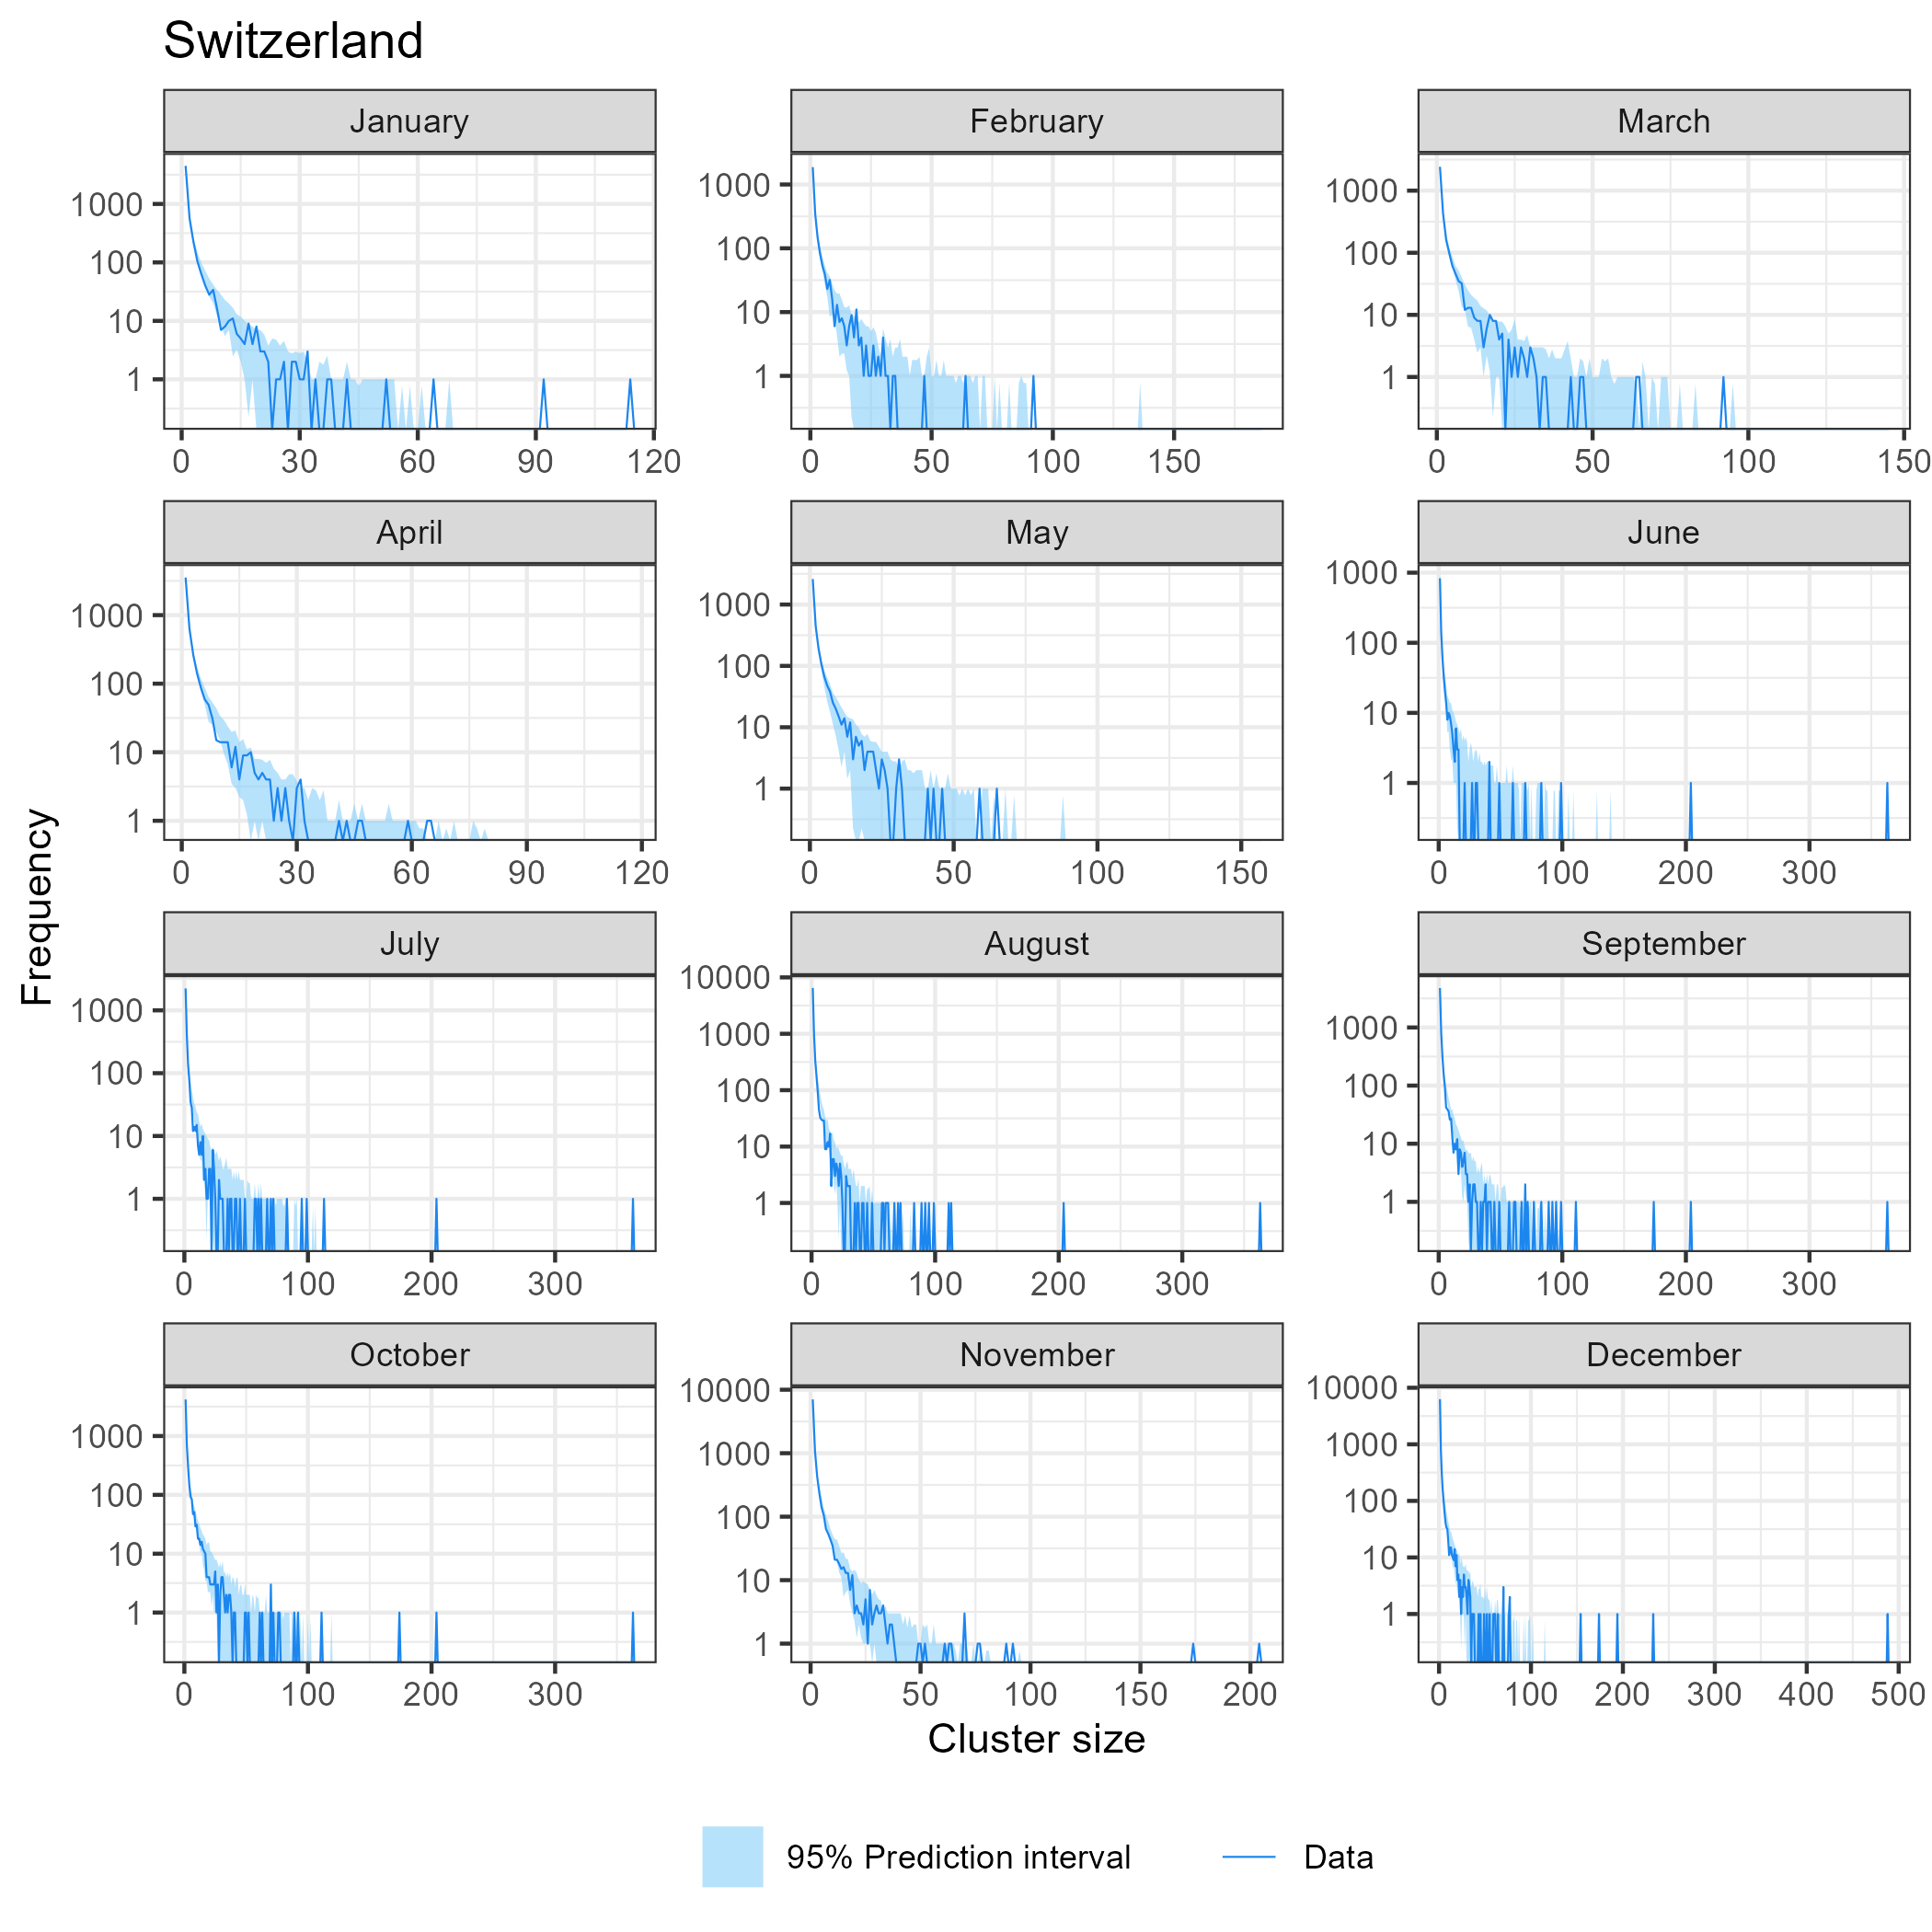 Switzerland
January February March
1000
100
10
1
0 30 60 90 120
1000
100
10
1
0 50 100 150
1000
100
10
1
0 50 100 150
April May June
1000
100
10
1
0 30 60 90 120
1000
100
10
1
0 50 100 150
1000
100
10
1
0 100 200 300
Frequency
July August September
1000
100
10
1
0 100 200 300
10000
1000
100
10
1
0 100 200 300
1000
100
10
1
0 100 200 300
October November December
1000
100
10
1
0 100 200 300
10000
1000
100
10
1
0 50 100 150 200
10000
1000
100
10
1
0 100 200 300 400 500
Cluster size
95% Prediction interval Data